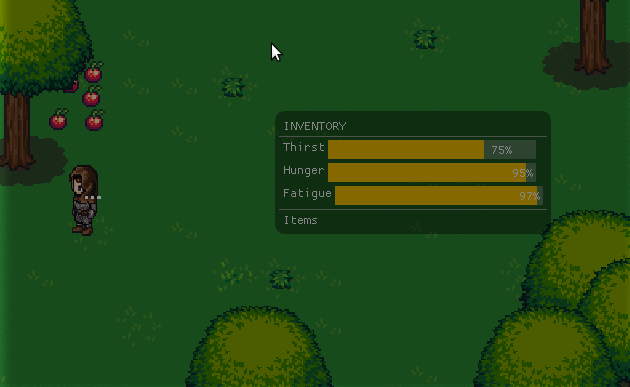 INVENTORY
Thirst 75%
Hunger 95%
Fatigue 97%
Items